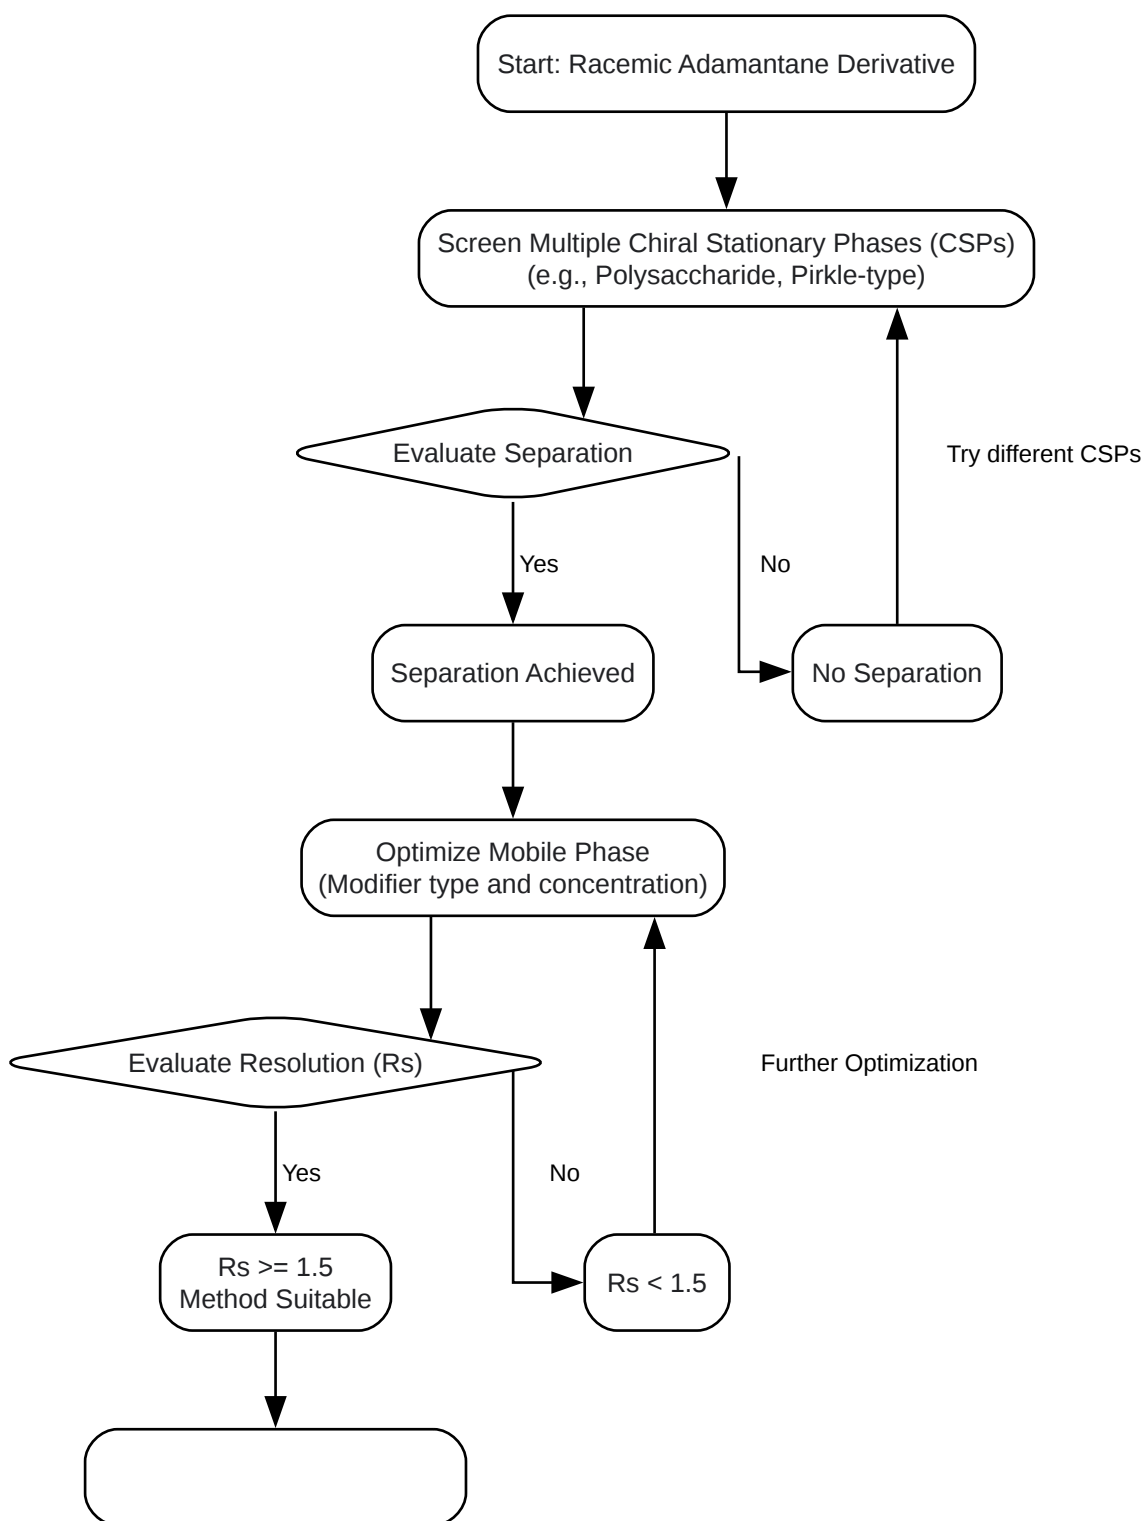 Start: Racemic Adamantane Derivative
Screen Multiple Chiral Stationary Phases (CSPs)
(e.g., Polysaccharide, Pirkle-type)
Evaluate Separation
Try different CSPs
Yes
No
Separation Achieved
No Separation
Optimize Mobile Phase
(Modifier type and concentration)
Evaluate Resolution (Rs)
Further Optimization
Yes
No
Rs >= 1.5
Method Suitable
Rs < 1.5